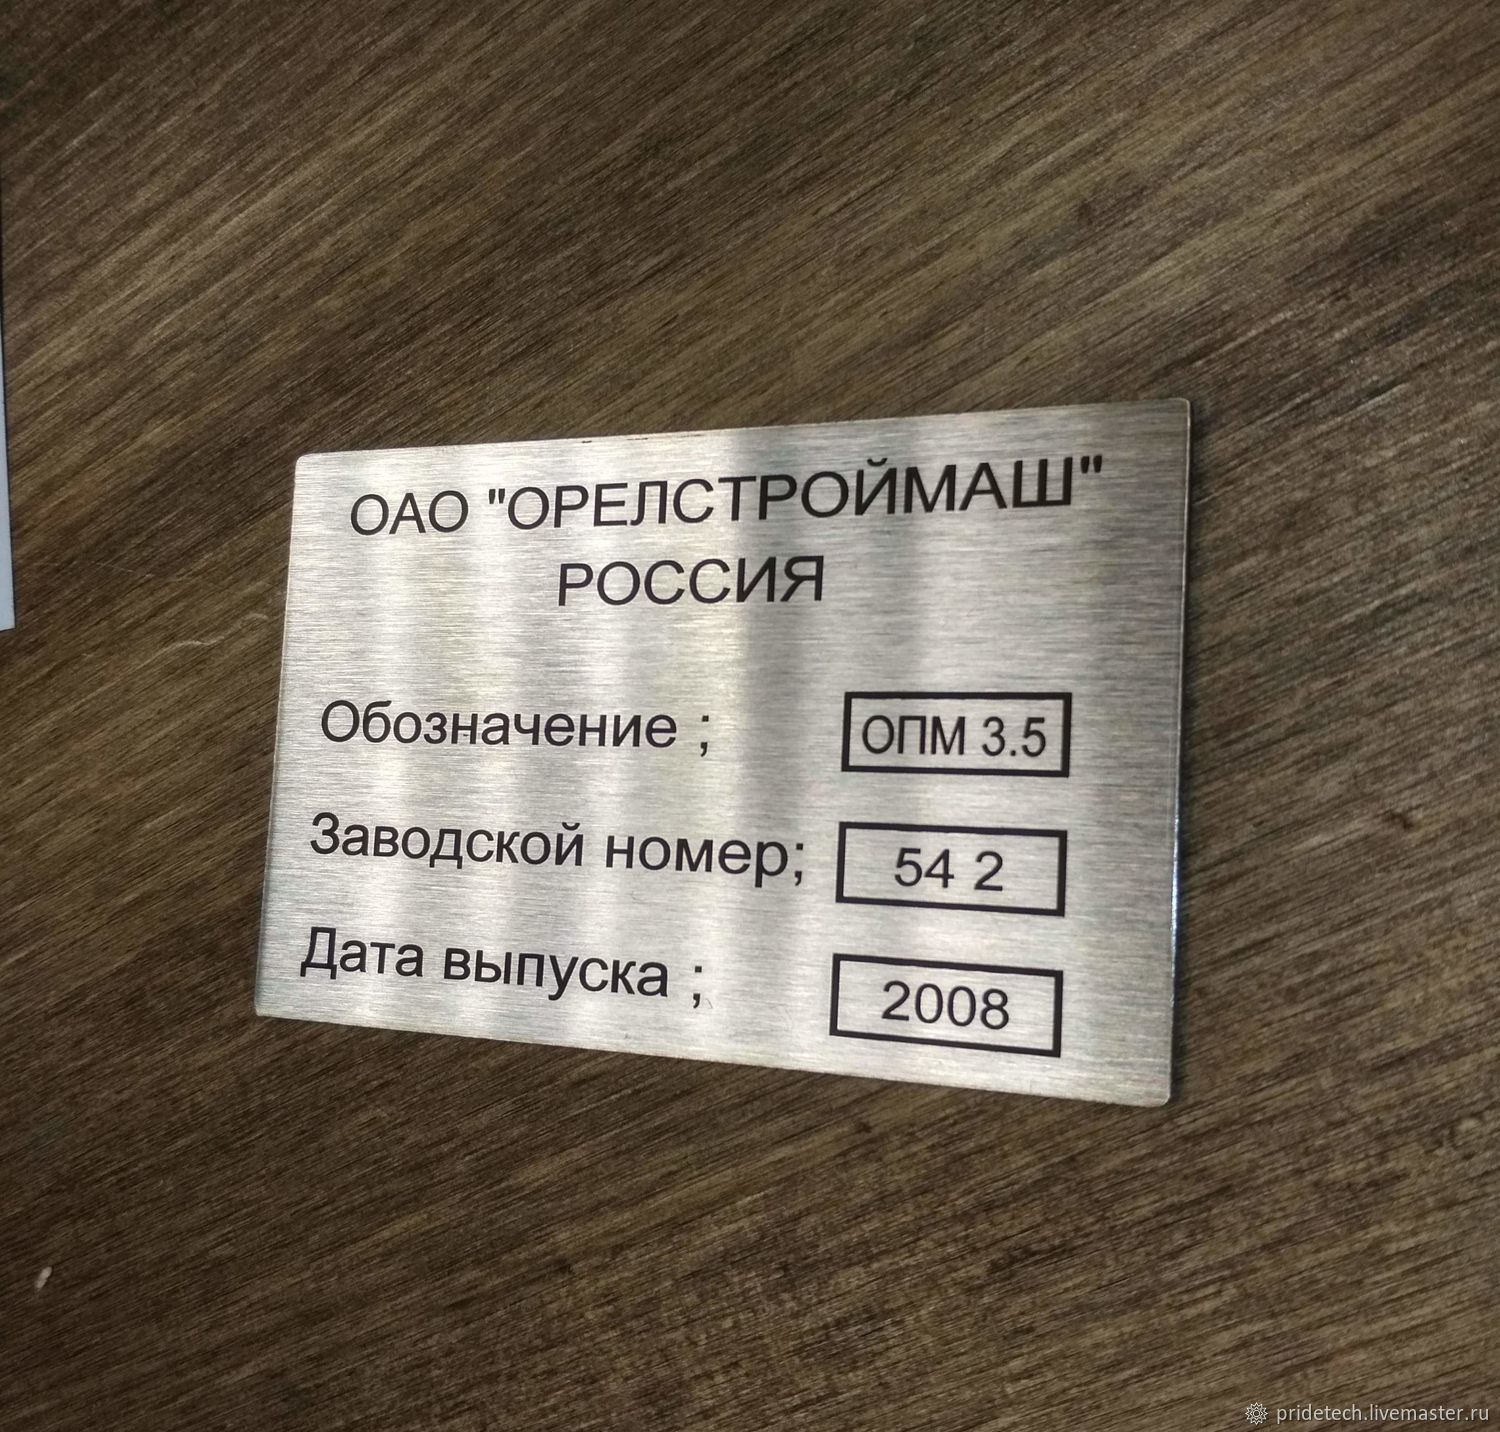 ОАО "ОРЕЛСТРОЙМАШ"
РОССИЯ
Обозначение ; ОПМ 3.5
Заводской номер; 54 2
Дата выпуска ; 2008
pridetech.livemaster.ru